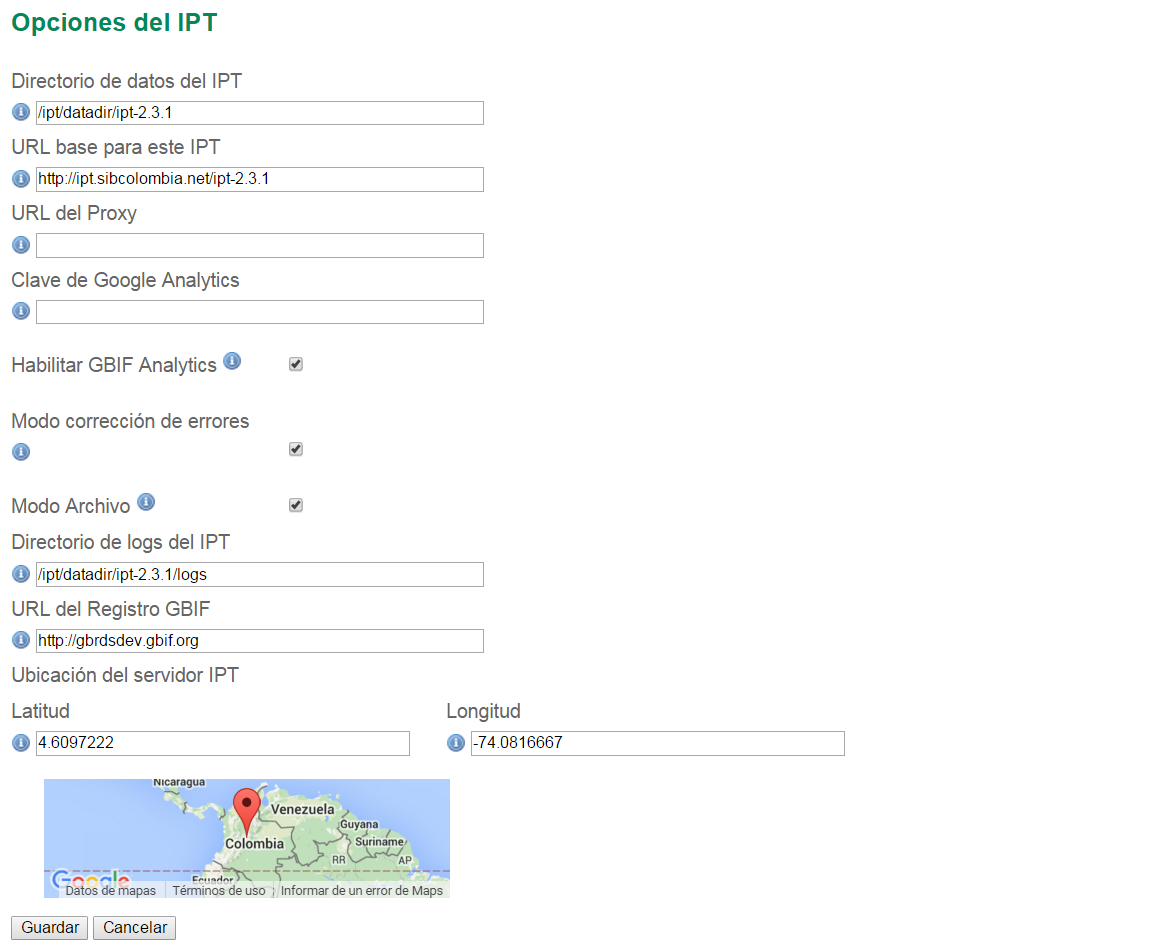 Opciones del IPT
Directorio de datos del IPT
/ipt/datadir/ipt-2.3.1
URL base para este IPT
http://ipt.sibcolombia.net/ipt-2.3.1
URL del Proxy
Clave de Google Analytics
Habilitar GBIF Analytics
Modo corrección de errores
Modo Archivo
Directorio de logs del IPT
/ipt/datadir/ipt-2.3.1/logs
URL del Registro GBIF
http://gbrdsdev.gbif.org
Ubicación del servidor IPT
Latitud Longitud
4.6097222 -74.0816667
Nicaragua
Venezuela
Guyana
Colombia Suriname
RR AP
Ecuador
Google
Datos de mapas Términos de uso Informar de un error de Maps
Guardar Cancelar